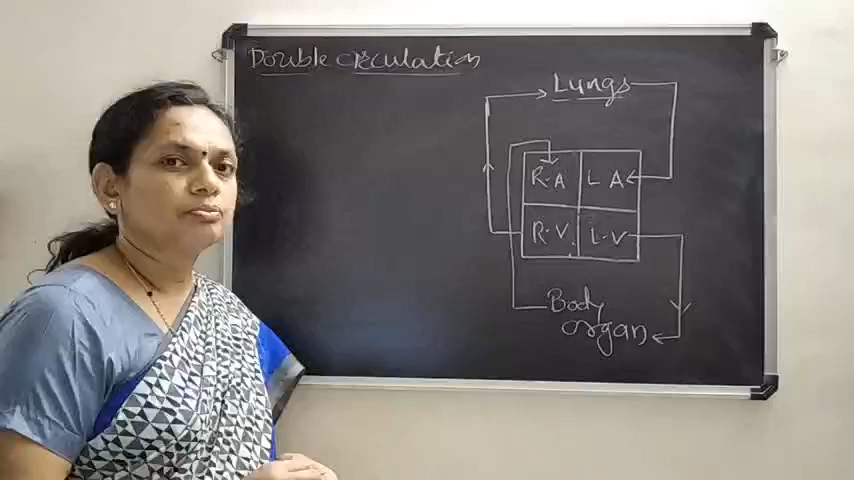 Double circulation
Lungs
R.A L A
R.V. L.V
Body
organ